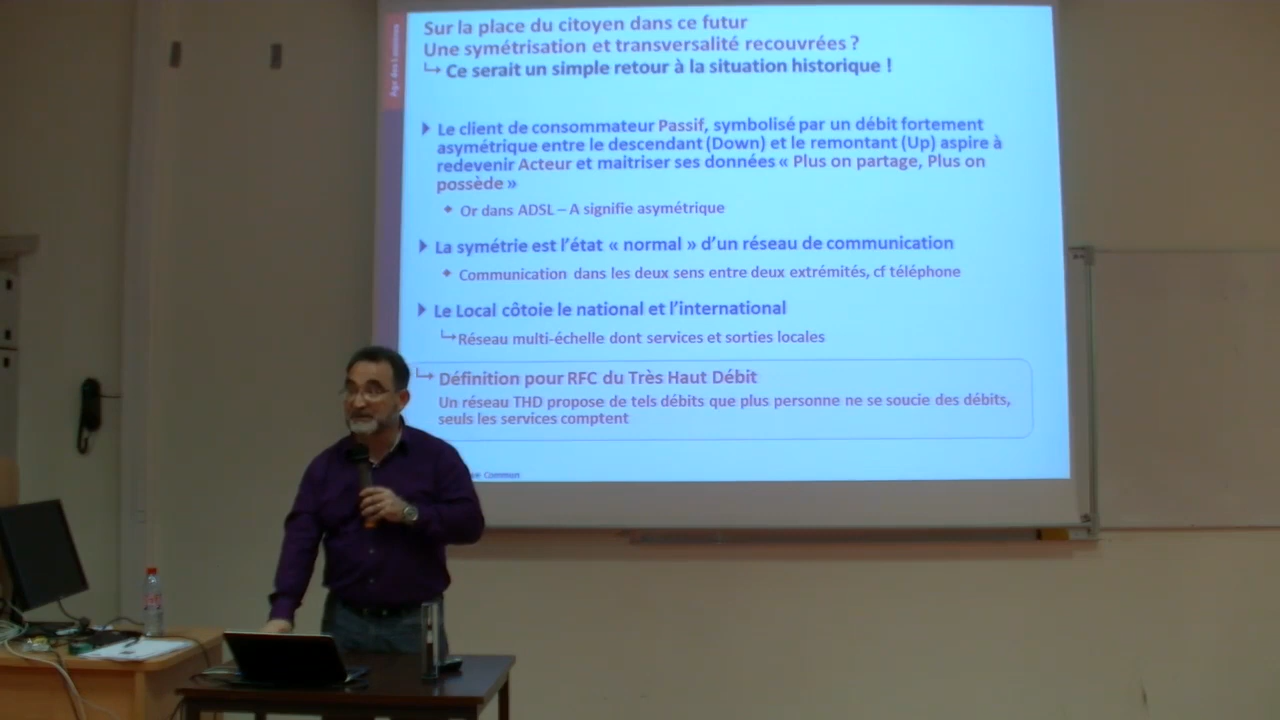 Sur la place du citoyen dans ce futur
Une symétrisation et transversalité recouvrées ?
Ce serait un simple retour à la situation historique !
Le client de consommateur Passif, symbolisé par un débit fortement
asymétrique entre le descendant (Down) et le remontant (Up) aspire à
redevenir Acteur et maitriser ses données « Plus on partage, Plus on
possède »
Or dans ADSL – A signifie asymétrique
La symétrie est l'état « normal » d'un réseau de communication
Communication dans les deux sens entre deux extrémités, cf téléphone
Le Local côtoie le national et l'international
Réseau multi-échelle dont services et sorties locales
Définition pour RFC du Très Haut Débit
Un réseau THD propose de tels débits que plus personne ne se soucie des débits,
seuls les services comptent
Commun